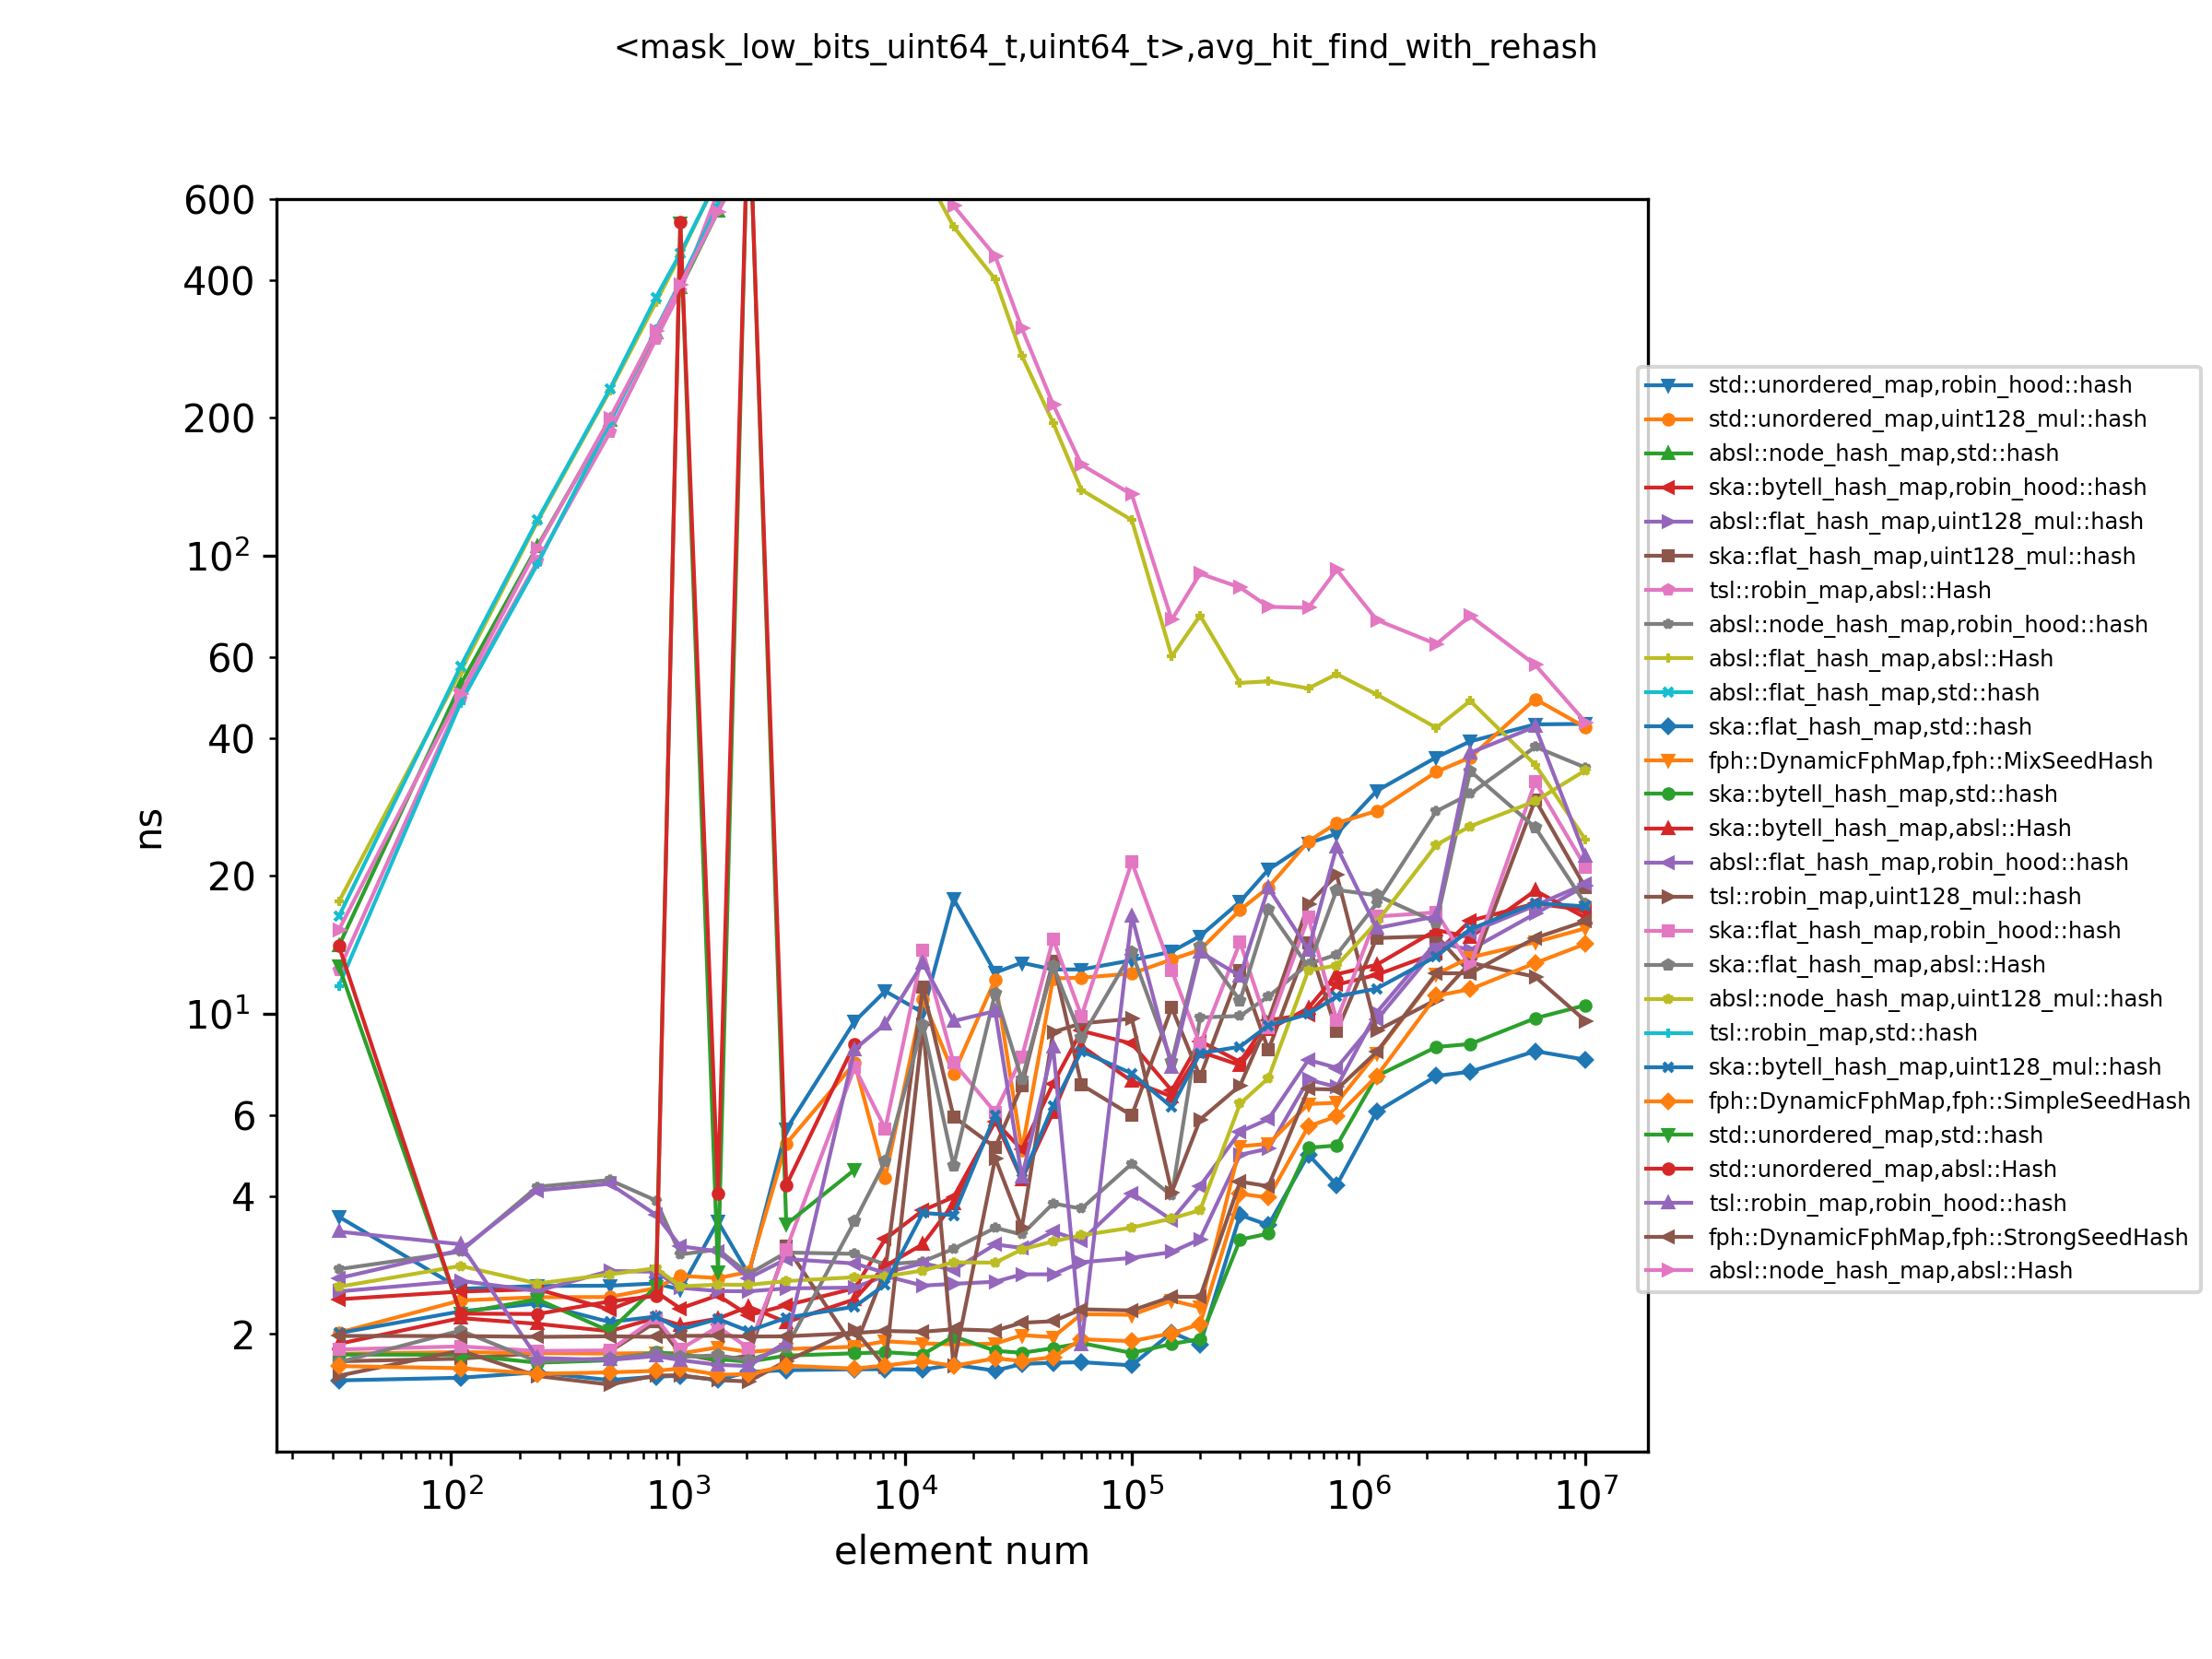 <mask_low_bits_uint64_t,uint64_t>,avg_hit_find_with_rehash
600
400
200
10²
60
40
20
10¹
6
4
2
ns
10² 10³ 10⁴ 10⁵ 10⁶ 10⁷
element num
std::unordered_map,robin_hood::hash
std::unordered_map,uint128_mul::hash
absl::node_hash_map,std::hash
ska::bytell_hash_map,robin_hood::hash
absl::flat_hash_map,uint128_mul::hash
ska::flat_hash_map,uint128_mul::hash
tsl::robin_map,absl::Hash
absl::node_hash_map,robin_hood::hash
absl::flat_hash_map,absl::Hash
absl::flat_hash_map,std::hash
ska::flat_hash_map,std::hash
fph::DynamicFphMap,fph::MixSeedHash
ska::bytell_hash_map,std::hash
ska::bytell_hash_map,absl::Hash
absl::flat_hash_map,robin_hood::hash
tsl::robin_map,uint128_mul::hash
ska::flat_hash_map,robin_hood::hash
ska::flat_hash_map,absl::Hash
absl::node_hash_map,uint128_mul::hash
tsl::robin_map,std::hash
ska::bytell_hash_map,uint128_mul::hash
fph::DynamicFphMap,fph::SimpleSeedHash
std::unordered_map,std::hash
std::unordered_map,absl::Hash
tsl::robin_map,robin_hood::hash
fph::DynamicFphMap,fph::StrongSeedHash
absl::node_hash_map,absl::Hash